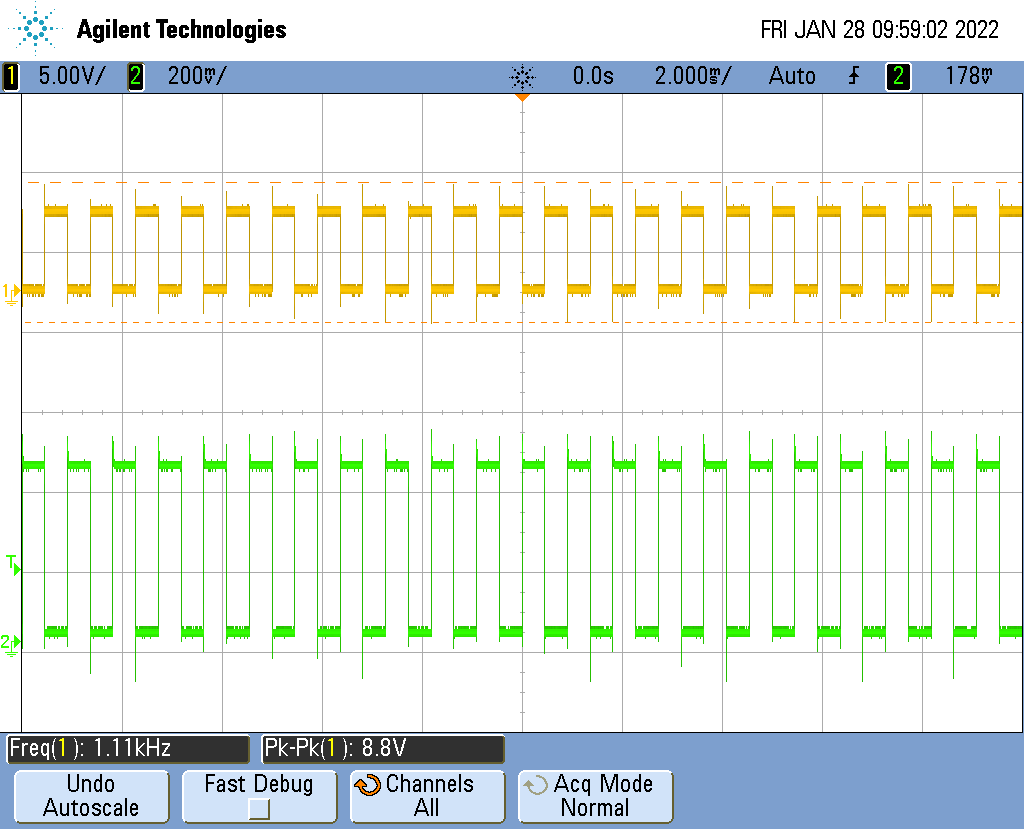 Agilent Technologies
FRI JAN 28 09:59:02 2022
1 5.00V/ 2 200mV/ 0.0s 2.000ms/ Auto 2 178mV
1
T
2
Freq(1): 1.11kHz Pk-Pk(1): 8.8V
Undo Autoscale
Fast Debug
Channels All
Acq Mode Normal